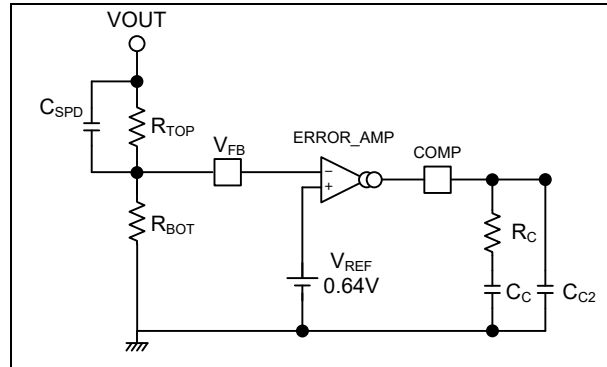 VOUT
CSPD
RTOP
VFB
ERROR_AMP
COMP
−
+
RBOT
RC
VREF
0.64V
CC
CC2